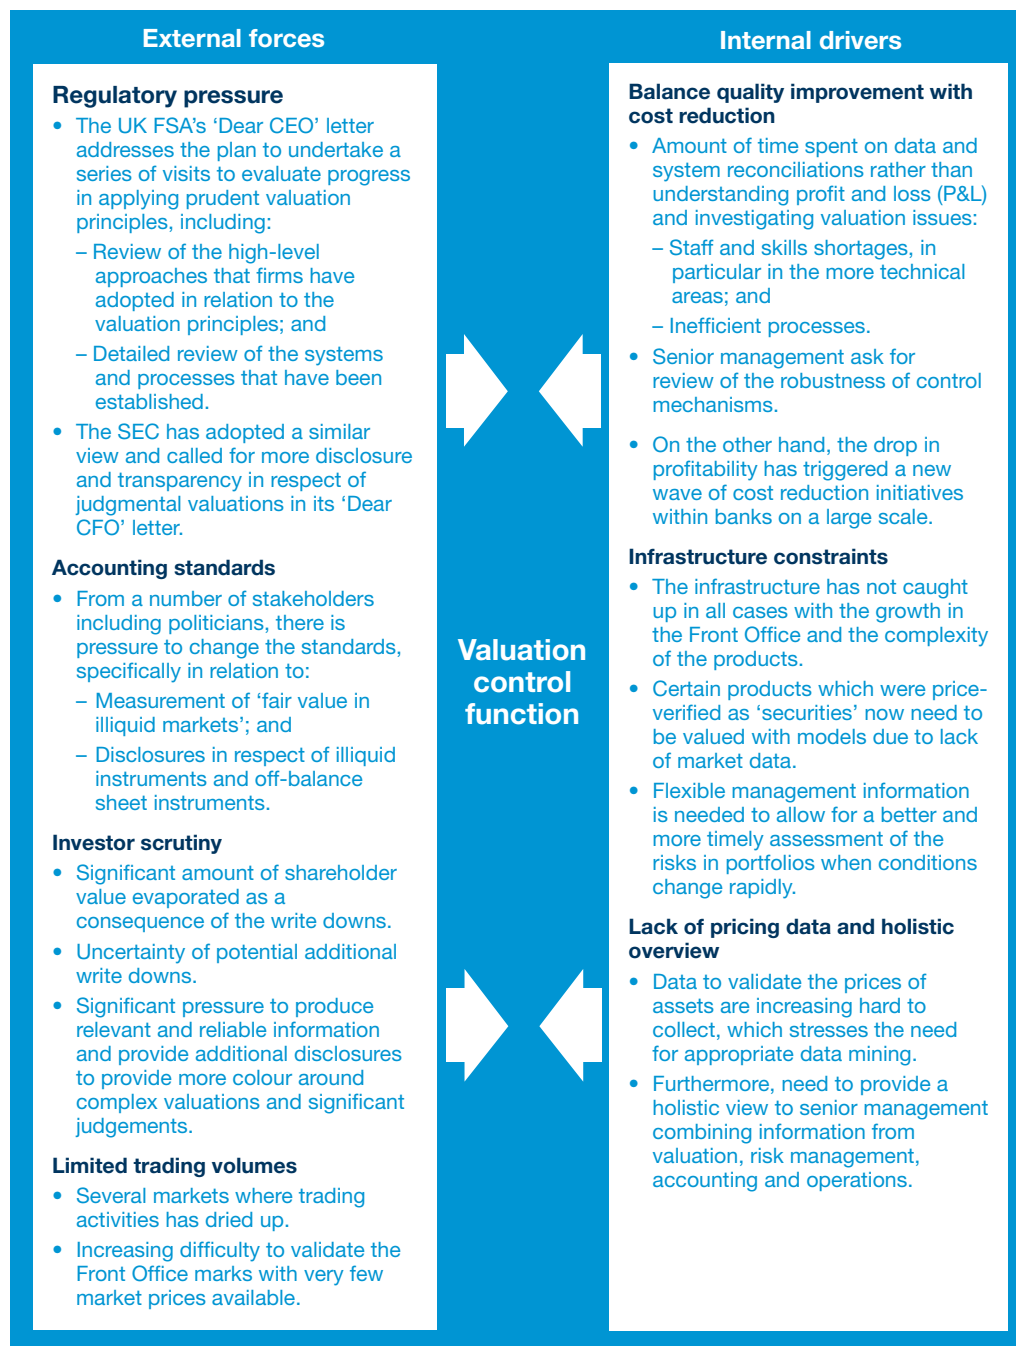 External forces
Regulatory pressure
• The UK FSA’s ‘Dear CEO’ letter
addresses the plan to undertake a
series of visits to evaluate progress
in applying prudent valuation
principles, including:
– Review of the high-level
approaches that firms have
adopted in relation to the
valuation principles; and
– Detailed review of the systems
and processes that have been
established.
• The SEC has adopted a similar
view and called for more disclosure
and transparency in respect of
judgmental valuations in its ‘Dear
CFO’ letter.
Accounting standards
• From a number of stakeholders
including politicians, there is
pressure to change the standards,
specifically in relation to:
– Measurement of ‘fair value in
illiquid markets’; and
– Disclosures in respect of illiquid
instruments and off-balance
sheet instruments.
Investor scrutiny
• Significant amount of shareholder
value evaporated as a
consequence of the write downs.
• Uncertainty of potential additional
write downs.
• Significant pressure to produce
relevant and reliable information
and provide additional disclosures
to provide more colour around
complex valuations and significant
judgements.
Limited trading volumes
• Several markets where trading
activities has dried up.
• Increasing difficulty to validate the
Front Office marks with very few
market prices available.
Valuation
control
function
Internal drivers
Balance quality improvement with
cost reduction
• Amount of time spent on data and
system reconciliations rather than
understanding profit and loss (P&L)
and investigating valuation issues:
– Staff and skills shortages, in
particular in the more technical
areas; and
– Inefficient processes.
• Senior management ask for
review of the robustness of control
mechanisms.
• On the other hand, the drop in
profitability has triggered a new
wave of cost reduction initiatives
within banks on a large scale.
Infrastructure constraints
• The infrastructure has not caught
up in all cases with the growth in
the Front Office and the complexity
of the products.
• Certain products which were price-
verified as ‘securities’ now need to
be valued with models due to lack
of market data.
• Flexible management information
is needed to allow for a better and
more timely assessment of the
risks in portfolios when conditions
change rapidly.
Lack of pricing data and holistic
overview
• Data to validate the prices of
assets are increasing hard to
collect, which stresses the need
for appropriate data mining.
• Furthermore, need to provide a
holistic view to senior management
combining information from
valuation, risk management,
accounting and operations.